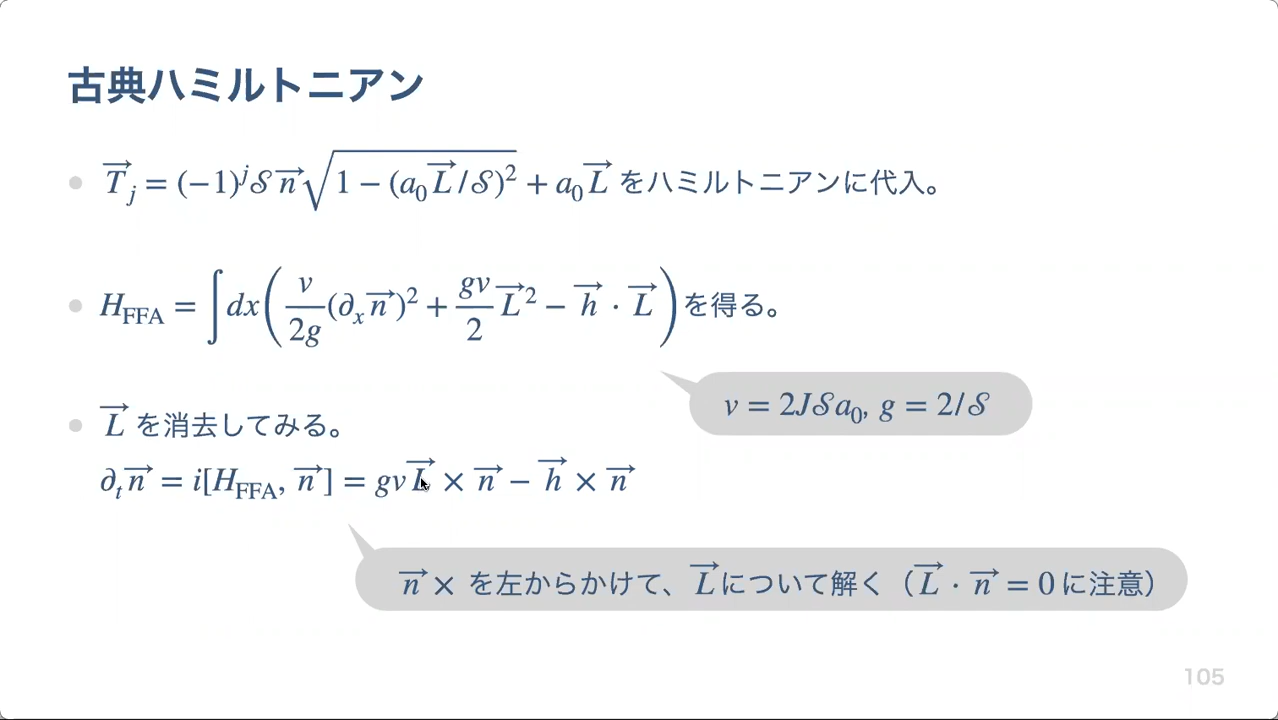 古典ハミルトニアン
$\vec{T}_j = (-1)^j \mathcal{S} \vec{n} \sqrt{1 - (a_0 \vec{L}/\mathcal{S})^2} + a_0 \vec{L}$ をハミルトニアンに代入。
$H_{\mathrm{FFA}} = \int dx \left( \frac{v}{2g} (\partial_x \vec{n})^2 + \frac{gv}{2} \vec{L}^2 - \vec{h} \cdot \vec{L} \right)$ を得る。
$v = 2J\mathcal{S}a_0, g = 2/\mathcal{S}$
$\vec{L}$ を消去してみる。
$\partial_t \vec{n} = i[H_{\mathrm{FFA}}, \vec{n}] = gv\vec{L} \times \vec{n} - \vec{h} \times \vec{n}$
$\vec{n} \times$ を左からかけて、$\vec{L}$について解く（$\vec{L} \cdot \vec{n} = 0$ に注意）
105